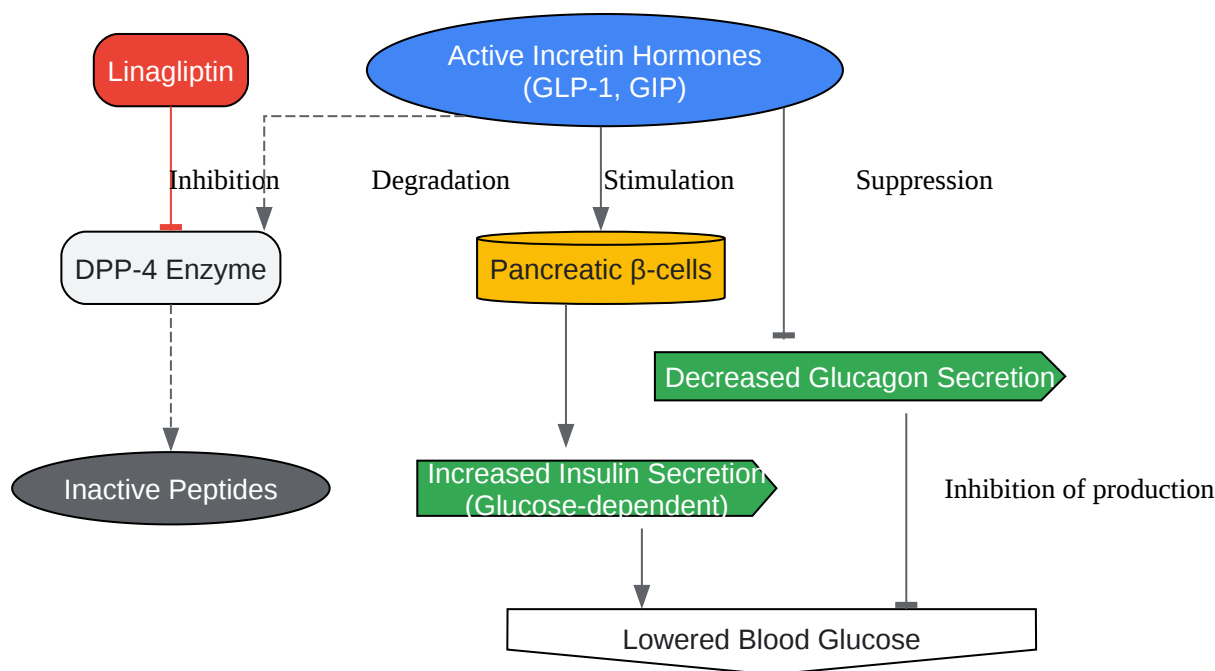 Linagliptin
Active Incretin Hormones
(GLP-1, GIP)
Inhibition
Degradation
Stimulation
Suppression
DPP-4 Enzyme
Pancreatic β-cells
Decreased Glucagon Secretion
Increased Insulin Secretion
(Glucose-dependent)
Inactive Peptides
Inhibition of production
Lowered Blood Glucose